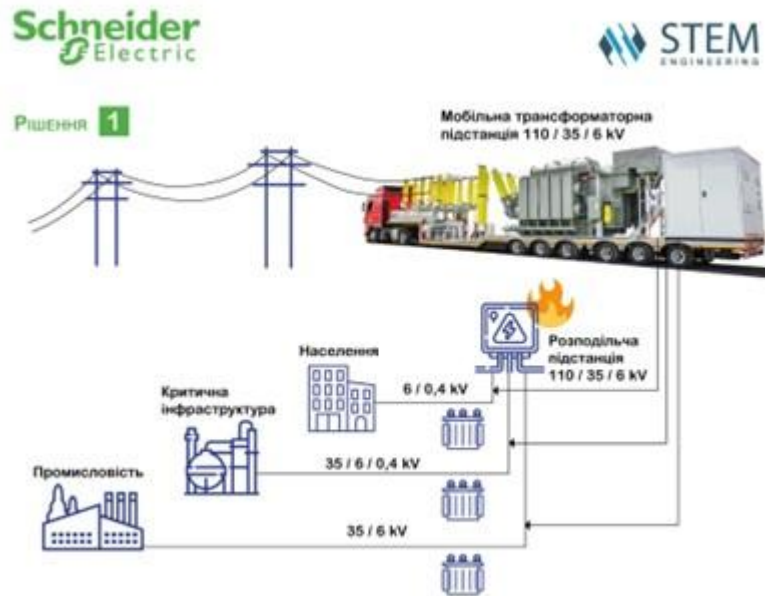 Schneider
Electric
STEM
ENGINEERING
Рішення 1
Мобільна трансформаторна
підстанція 110 / 35 / 6 kV
Населення
Розподільча
підстанція
110 / 35 / 6 kV
6 / 0,4 kV
Критична
інфраструктура
35 / 6 / 0,4 kV
Промисловість
35 / 6 kV